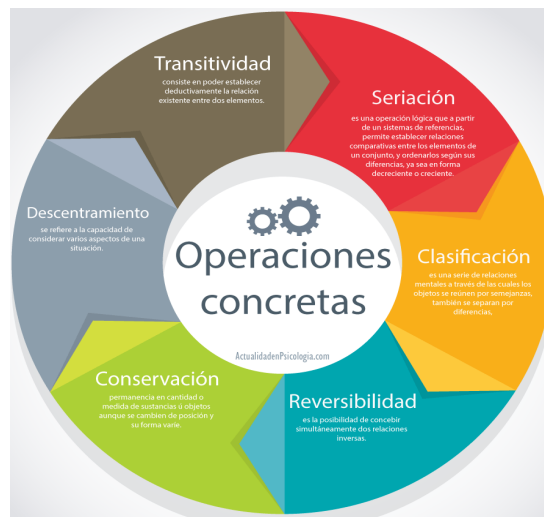 Transitividad
consiste en poder establecer
deductivamente la relación
existente entre dos elementos.
Seriación
es una operación lógica que a partir
de un sistemas de referencias,
permite establecer relaciones
comparativas entre los elementos de
un conjunto, y ordenarlos según sus
diferencias, ya sea en forma
decreciente o creciente.
Clasificación
es una serie de relaciones
mentales a través de las cuales los
objetos se reúnen por semejanzas,
también se separan por
diferencias,
Reversibilidad
es la posibilidad de concebir
simultáneamente dos relaciones
inversas.
Conservación
permanencia en cantidad o
medida de sustancias ú objetos
aunque se cambien de posición y
su forma varíe.
Descentramiento
se refiere a la capacidad de
considerar varios aspectos de una
situación.
Operaciones
concretas
ActualidadenPsicologia.com